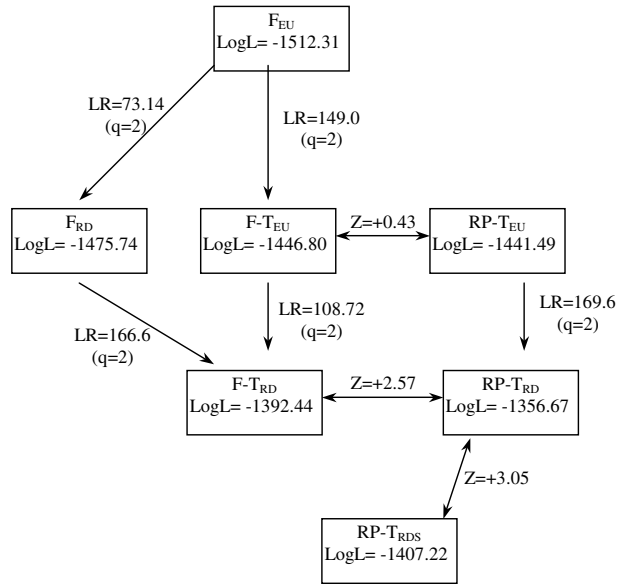 F_EU
LogL= -1512.31
LR=73.14
(q=2)
LR=149.0
(q=2)
F_RD
LogL= -1475.74
F-T_EU
LogL= -1446.80
Z=+0.43
RP-T_EU
LogL= -1441.49
LR=166.6
(q=2)
LR=108.72
(q=2)
LR=169.6
(q=2)
F-T_RD
LogL= -1392.44
Z=+2.57
RP-T_RD
LogL= -1356.67
Z=+3.05
RP-T_RDS
LogL= -1407.22